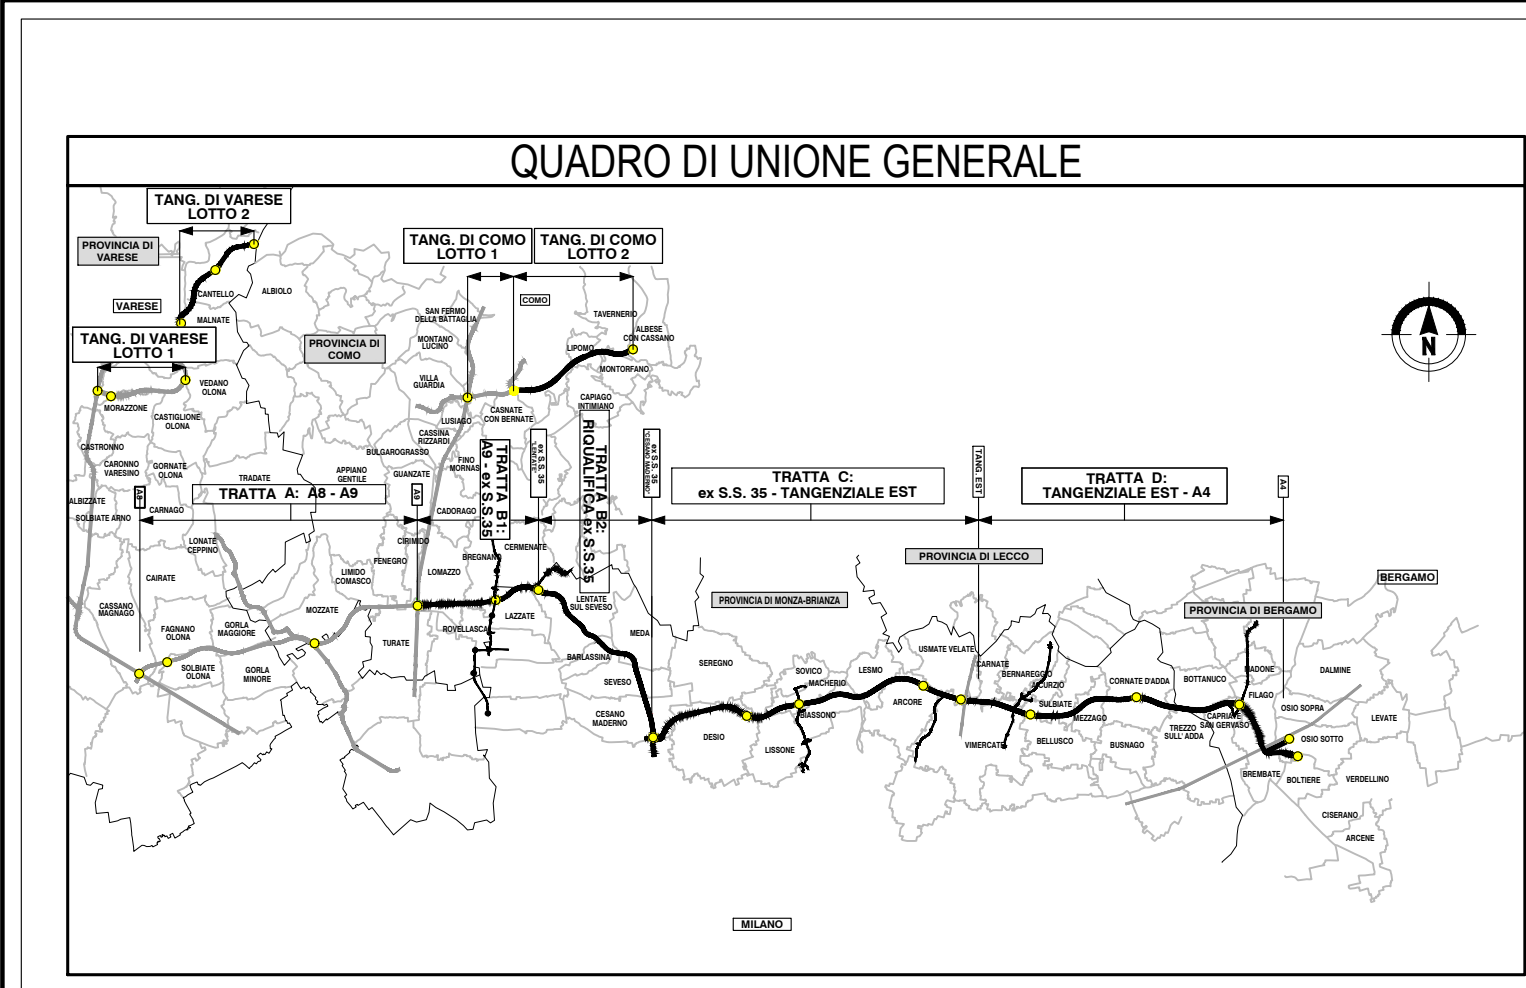 QUADRO DI UNIONE GENERALE
TANG. DI VARESE
LOTTO 2
PROVINCIA DI
VARESE
TANG. DI COMO
LOTTO 1
TANG. DI COMO
LOTTO 2
CANTELLO
ALBIOLO
VARESE
MALNATE
COMO
SAN FERMO
DELLA BATTAGLIA
TAVERNERIO
ALBESE
CON CASSANO
TANG. DI VARESE
LOTTO 1
PROVINCIA DI
COMO
MONTANO
LUCINO
LIPOMO
MONTORFANO
VILLA
GUARDIA
VEDANO
OLONA
MORAZZONE
CASTIGLIONE
OLONA
LUSIAGO
CASNATE
CON BERNATE
CAPIAGO
INTIMIANO
CASSINA
RIZZARDI
CASTRONNO
CARONNO
VARESINO
GORNATE
OLONA
BULGAROGRASSO
GUANZATE
FINO
MORNAS
APPIANO
GENTILE
TRADATE
TRATTA A: A8 - A9
A8
A9
TRATTA B1:
A9 - ex S.S.35
ex S.S. 35
"LENTATE"
TRATTA B2:
RIQUALIFICA ex S.S.35
ex S.S. 35
"CESANO MADERNO"
TRATTA C:
ex S.S. 35 - TANGENZIALE EST
TANG. EST
TRATTA D:
TANGENZIALE EST - A4
A4
N
ALBIZZATE
SOLBIATE ARNO
CARNAGO
CADORAGO
CIRIMIDO
LONATE
CEPPINO
FENEGRO
BREGNANO
CERMENATE
LOMAZZO
LIMIDO
COMASCO
CAIRATE
CASSANO
MAGNAGO
MOZZATE
LAZZATE
LENTATE
SUL SEVESO
PROVINCIA DI MONZA-BRIANZA
PROVINCIA DI LECCO
PROVINCIA DI BERGAMO
BERGAMO
FAGNANO
OLONA
GORLA
MAGGIORE
ROVELLASCA
TURATE
MEDA
SOLBIATE
OLONA
GORLA
MINORE
BARLASSINA
SEVESO
SEREGNO
SOVICO
MACHERIO
LESMO
USMATE VELATE
CARNATE
BERNAREGGIO
AICURZIO
SULBIATE
CORNATE D'ADDA
BOTTANUCO
MADONE
FILAGO
DALMINE
OSIO SOPRA
LEVATE
CESANO
MADERNO
DESIO
BIASSONO
LISSONE
ARCORE
VIMERCATE
MEZZAGO
BELLUSCO
BUSNAGO
TREZZO
SULL' ADDA
CAPRIATE
SAN GERVASO
OSIO SOTTO
BREMBATE
BOLTIERE
VERDELLINO
CISERANO
ARCENE
MILANO